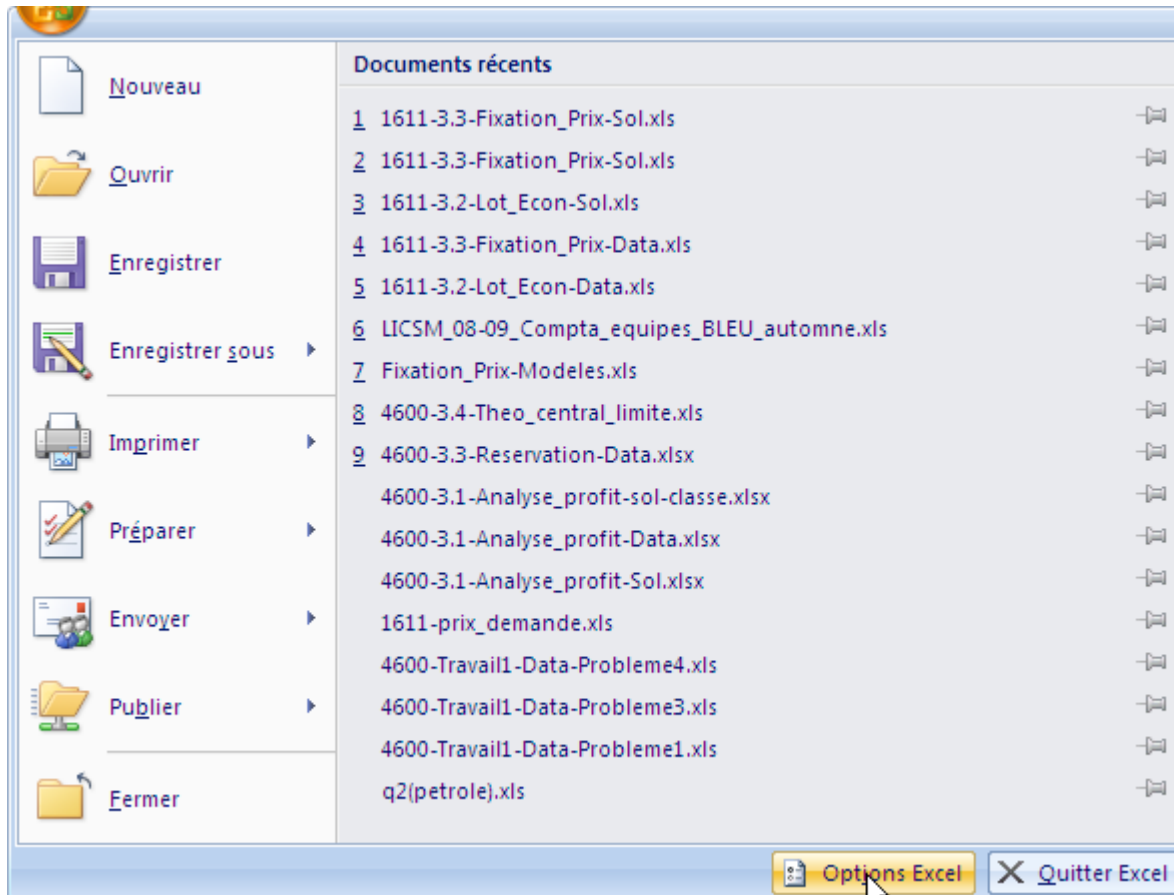 Nouveau
Ouvrir
Enregistrer
Enregistrer sous
Imprimer
Préparer
Envoyer
Publier
Fermer
Documents récents
1 1611-3.3-Fixation_Prix-Sol.xls
2 1611-3.3-Fixation_Prix-Sol.xls
3 1611-3.2-Lot_Econ-Sol.xls
4 1611-3.3-Fixation_Prix-Data.xls
5 1611-3.2-Lot_Econ-Data.xls
6 LICSM_08-09_Compta_equipes_BLEU_automne.xls
7 Fixation_Prix-Modeles.xls
8 4600-3.4-Theo_central_limite.xls
9 4600-3.3-Reservation-Data.xlsx
4600-3.1-Analyse_profit-sol-classe.xlsx
4600-3.1-Analyse_profit-Data.xlsx
4600-3.1-Analyse_profit-Sol.xlsx
1611-prix_demande.xls
4600-Travail1-Data-Probleme4.xls
4600-Travail1-Data-Probleme3.xls
4600-Travail1-Data-Probleme1.xls
q2(petrole).xls
Options Excel
Quitter Excel